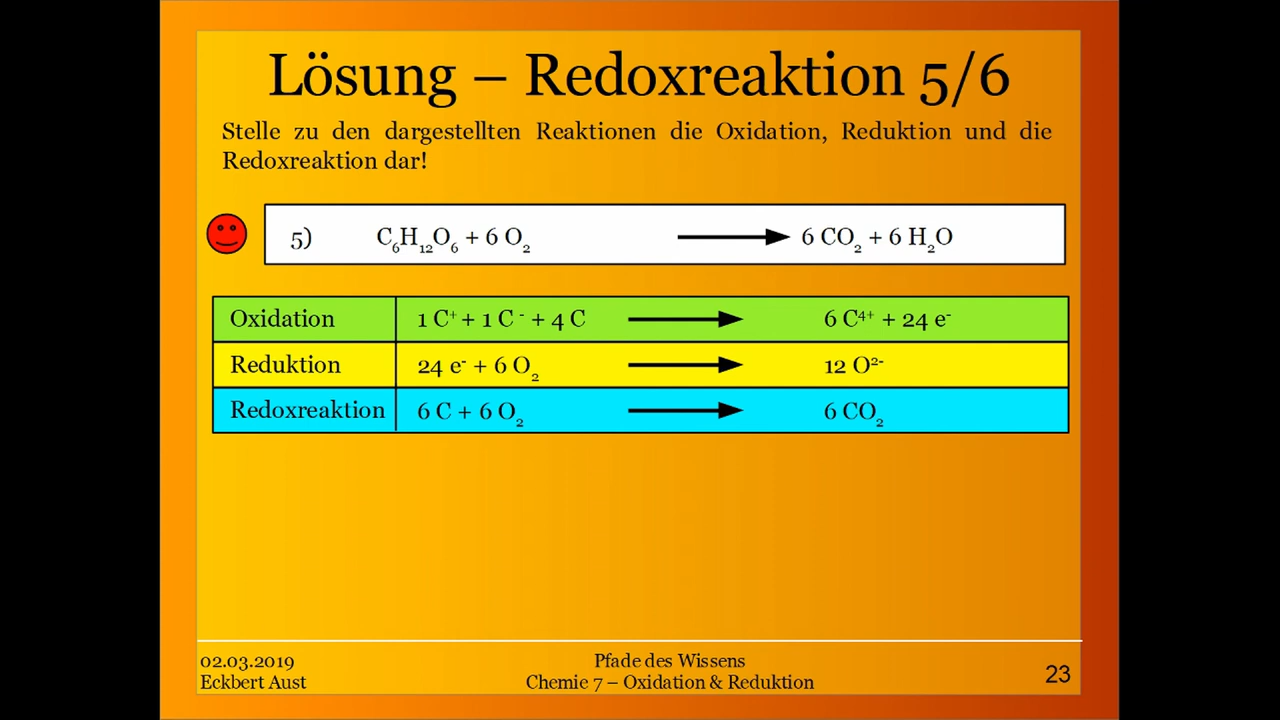 Lösung – Redoxreaktion 5/6
Stelle zu den dargestellten Reaktionen die Oxidation, Reduktion und die
Redoxreaktion dar!
5) C₆H₁₂O₆ + 6 O₂ → 6 CO₂ + 6 H₂O
Oxidation 1 C⁺ + 1 C⁻ + 4 C → 6 C⁴⁺ + 24 e⁻
Reduktion 24 e⁻ + 6 O₂ → 12 O²⁻
Redoxreaktion 6 C + 6 O₂ → 6 CO₂
02.03.2019
Eckbert Aust
Pfade des Wissens
Chemie 7 – Oxidation & Reduktion
23